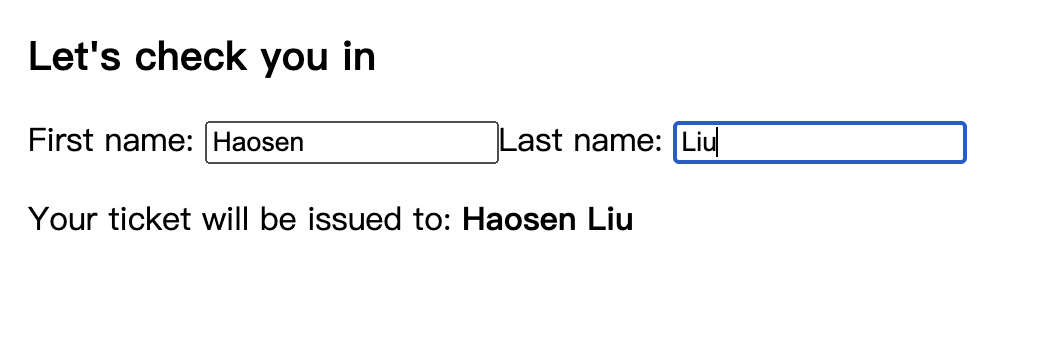 Let's check you in
First name: Haosen Last name: Liu
Your ticket will be issued to: Haosen Liu